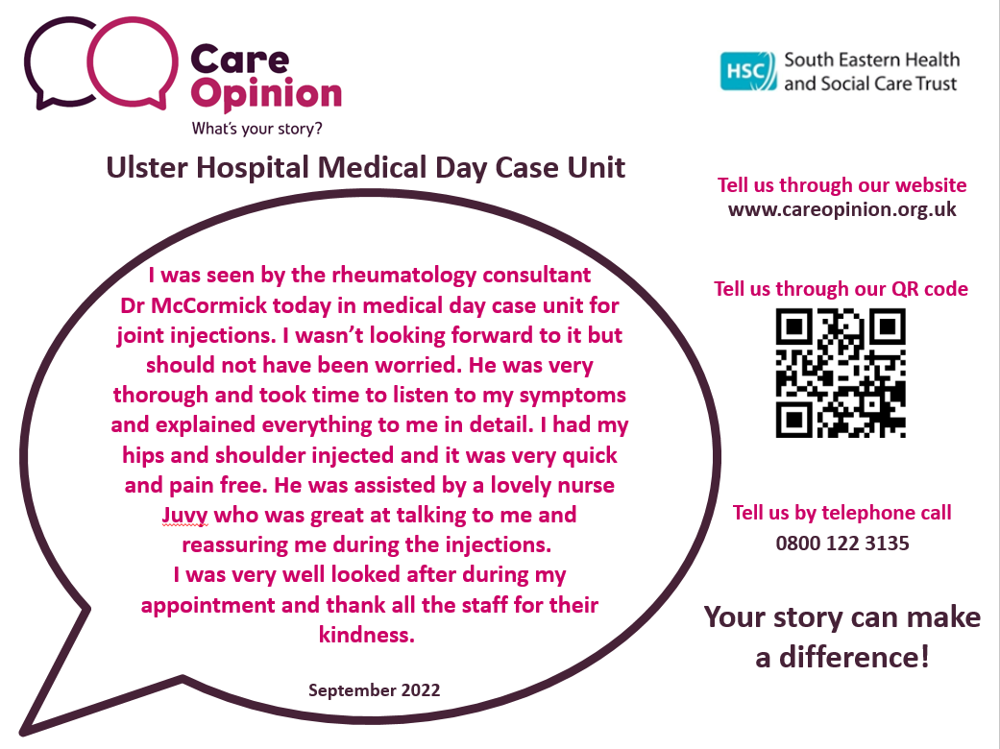 Care
Opinion
What's your story?
HSC
South Eastern Health
and Social Care Trust
Ulster Hospital Medical Day Case Unit
I was seen by the rheumatology consultant
Dr McCormick today in medical day case unit for
joint injections. I wasn't looking forward to it but
should not have been worried. He was very
thorough and took time to listen to my symptoms
and explained everything to me in detail. I had my
hips and shoulder injected and it was very quick
and pain free. He was assisted by a lovely nurse
Juvy who was great at talking to me and
reassuring me during the injections.
I was very well looked after during my
appointment and thank all the staff for their
kindness.
September 2022
Tell us through our website
www.careopinion.org.uk
Tell us through our QR code
Tell us by telephone call
0800 122 3135
Your story can make
a difference!